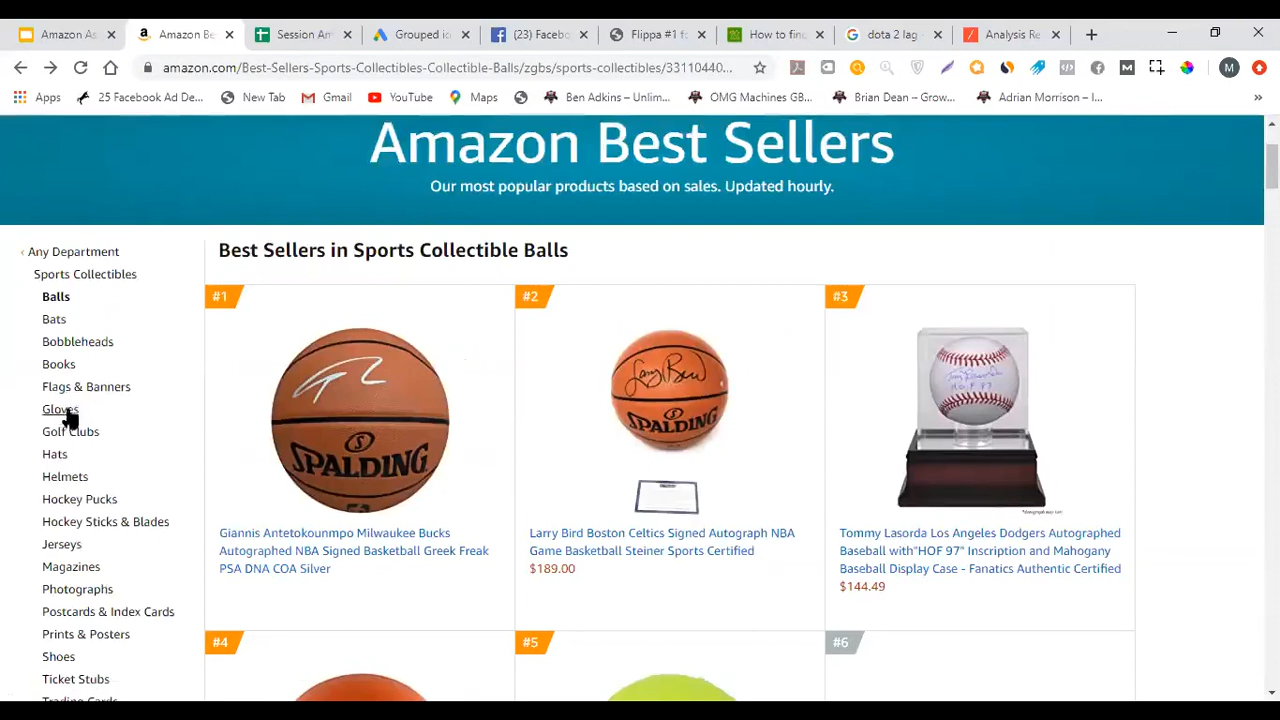 Amazon As
Amazon Be
Session Am
Grouped ic
(23) Facebo
Flippa #1 fo
How to find
dota 2 lag -
Analysis Re
amazon.com/Best-Sellers-Sports-Collectibles-Collectible-Balls/zgbs/sports-collectibles/33110440...
M
Apps
25 Facebook Ad De...
New Tab
Gmail
YouTube
Maps
Ben Adkins – Unlim...
OMG Machines GB...
Brian Dean – Grow...
Adrian Morrison – I...
»
Amazon Best Sellers
Our most popular products based on sales. Updated hourly.
‹ Any Department
Sports Collectibles
Balls
Bats
Bobbleheads
Books
Flags & Banners
Gloves
Golf Clubs
Hats
Helmets
Hockey Pucks
Hockey Sticks & Blades
Jerseys
Magazines
Photographs
Postcards & Index Cards
Prints & Posters
Shoes
Ticket Stubs
Trading Cards
Best Sellers in Sports Collectible Balls
#1
SPALDING
Giannis Antetokounmpo Milwaukee Bucks
Autographed NBA Signed Basketball Greek Freak
PSA DNA COA Silver
#2
Larry Bird
SPALDING
Larry Bird Boston Celtics Signed Autograph NBA
Game Basketball Steiner Sports Certified
$189.00
#3
Tommy Lasorda Los Angeles Dodgers Autographed
Baseball with"HOF 97" Inscription and Mahogany
Baseball Display Case - Fanatics Authentic Certified
$144.49
#4
#5
#6